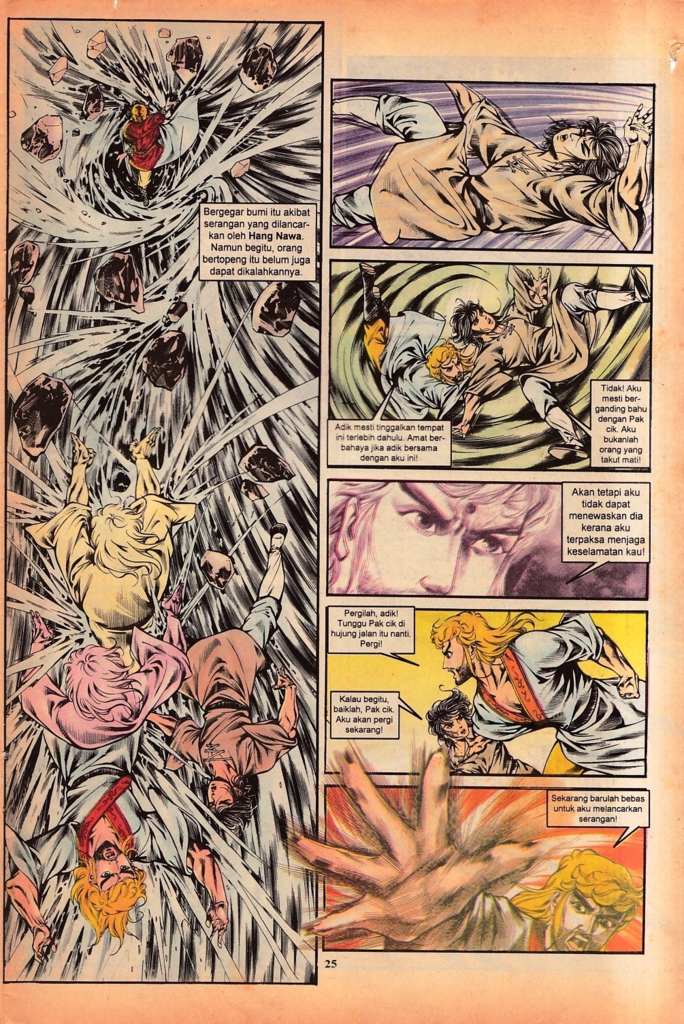 Bergegar bumi itu akibat
serangan yang dilancar-
kan oleh Hang Nawa.
Namun begitu, orang
bertopeng itu belum juga
dapat dikalahkannya.
Adik mesti tinggalkan tempat
ini terlebih dahulu. Amat ber-
bahaya jika adik bersama
dengan aku ini!
Tidak! Aku
mesti ber-
ganding bahu
dengan Pak
cik. Aku
bukanlah
orang yang
takut mati!
Akan tetapi aku
tidak dapat
menewaskan dia
kerana aku
terpaksa menjaga
keselamatan kau!
Pergilah, adik!
Tunggu Pak cik di
hujung jalan itu nanti.
Pergi!
Kalau begitu,
baiklah, Pak cik.
Aku akan pergi
sekarang!
Sekarang barulah bebas
untuk aku melancarkan
serangan!
25